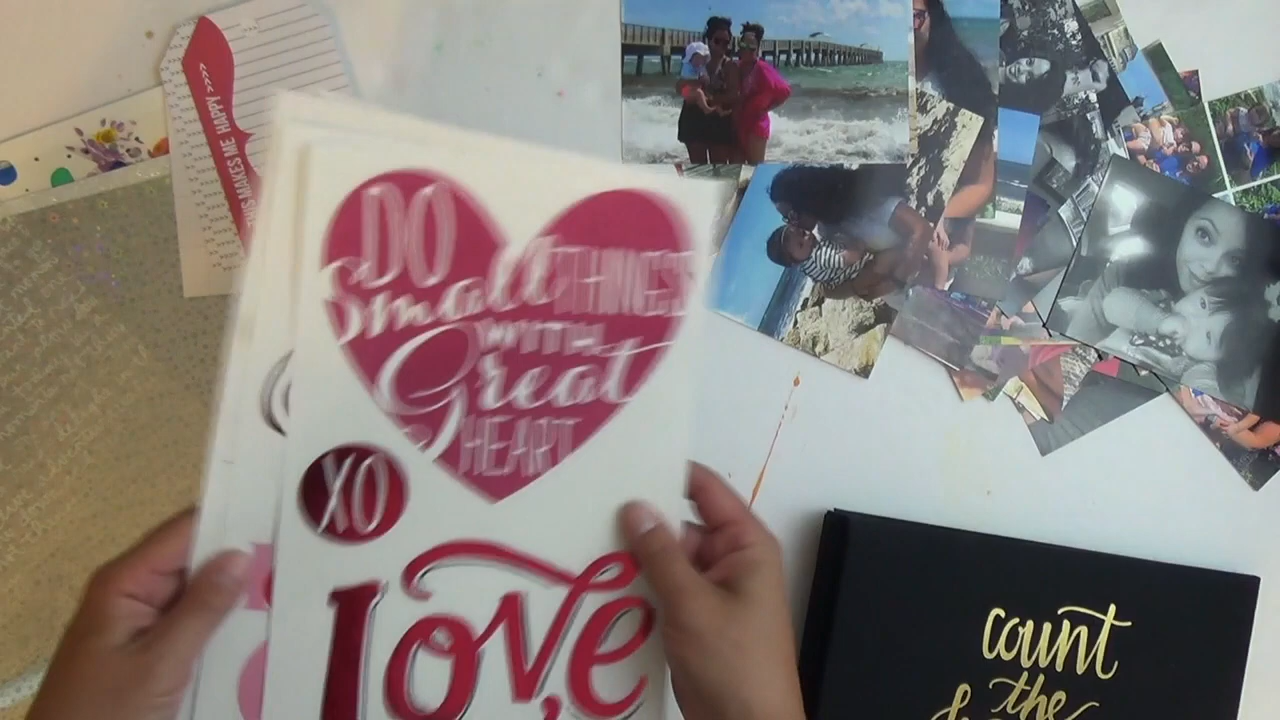 THIS MAKES ME HAPPY >>>>
DO
Small THINGS
WITH
Great
HEART
XO
Love
count
the